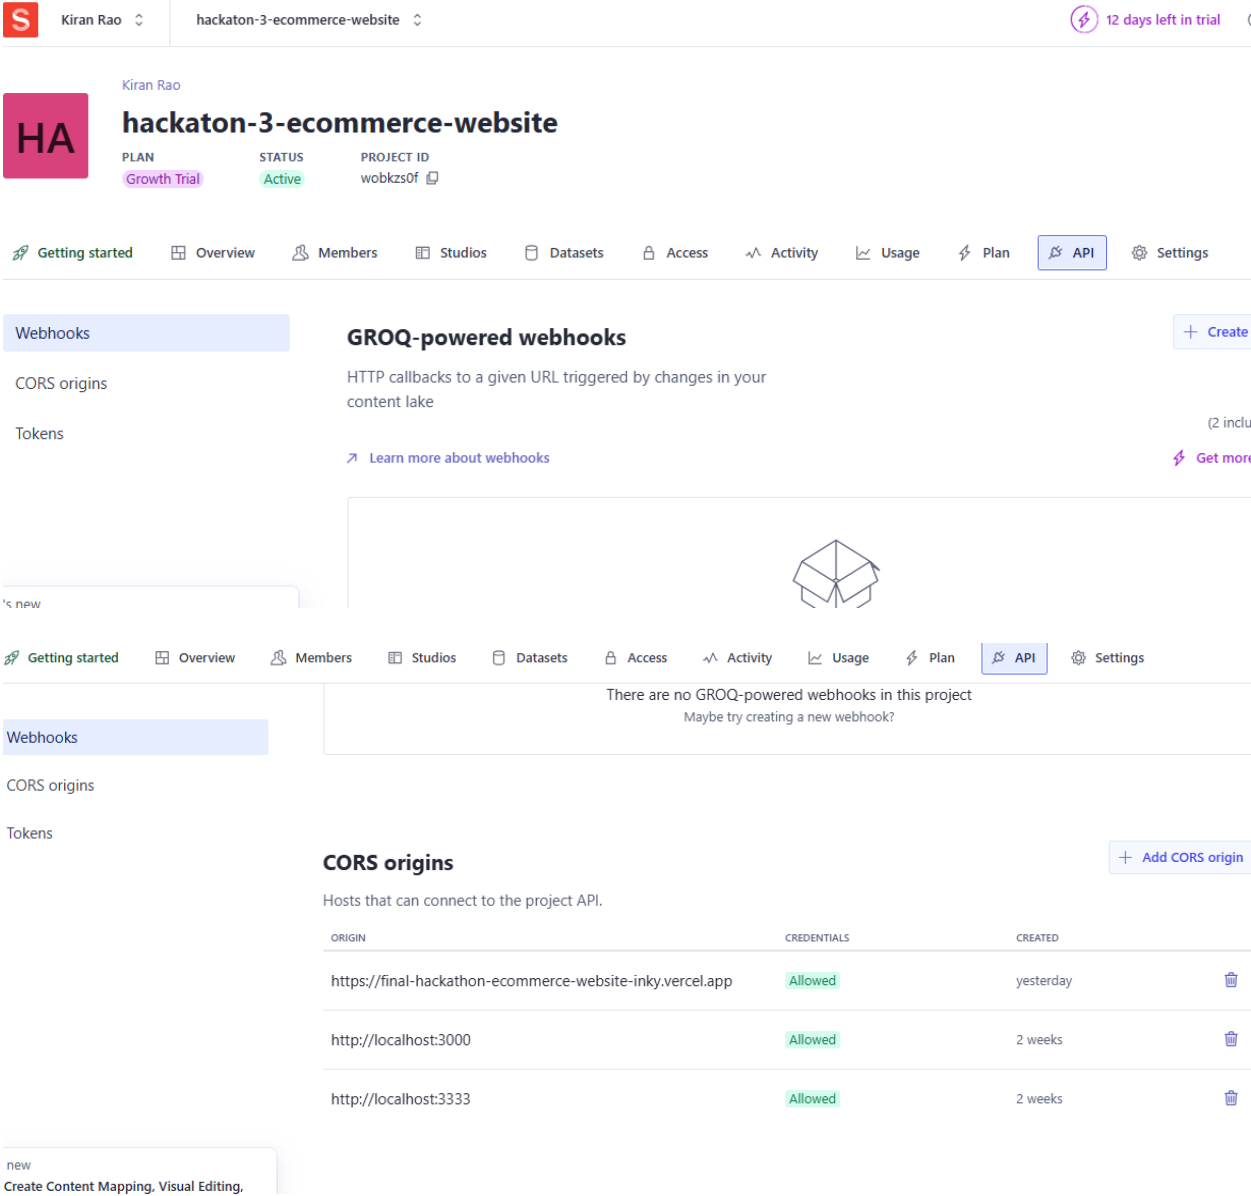 S Kiran Rao hackaton-3-ecommerce-website 12 days left in trial
Kiran Rao
HA hackaton-3-ecommerce-website
PLAN STATUS PROJECT ID
Growth Trial Active wobkzs0f
Getting started Overview Members Studios Datasets Access Activity Usage Plan API Settings
Webhooks
CORS origins
Tokens
GROQ-powered webhooks
+ Create
HTTP callbacks to a given URL triggered by changes in your
content lake
(2 inclu
Learn more about webhooks
Get more
's new
Getting started Overview Members Studios Datasets Access Activity Usage Plan API Settings
There are no GROQ-powered webhooks in this project
Maybe try creating a new webhook?
Webhooks
CORS origins
Tokens
CORS origins
+ Add CORS origin
Hosts that can connect to the project API.
ORIGIN CREDENTIALS CREATED
https://final-hackathon-ecommerce-website-inky.vercel.app Allowed yesterday
http://localhost:3000 Allowed 2 weeks
http://localhost:3333 Allowed 2 weeks
new
Create Content Mapping, Visual Editing,